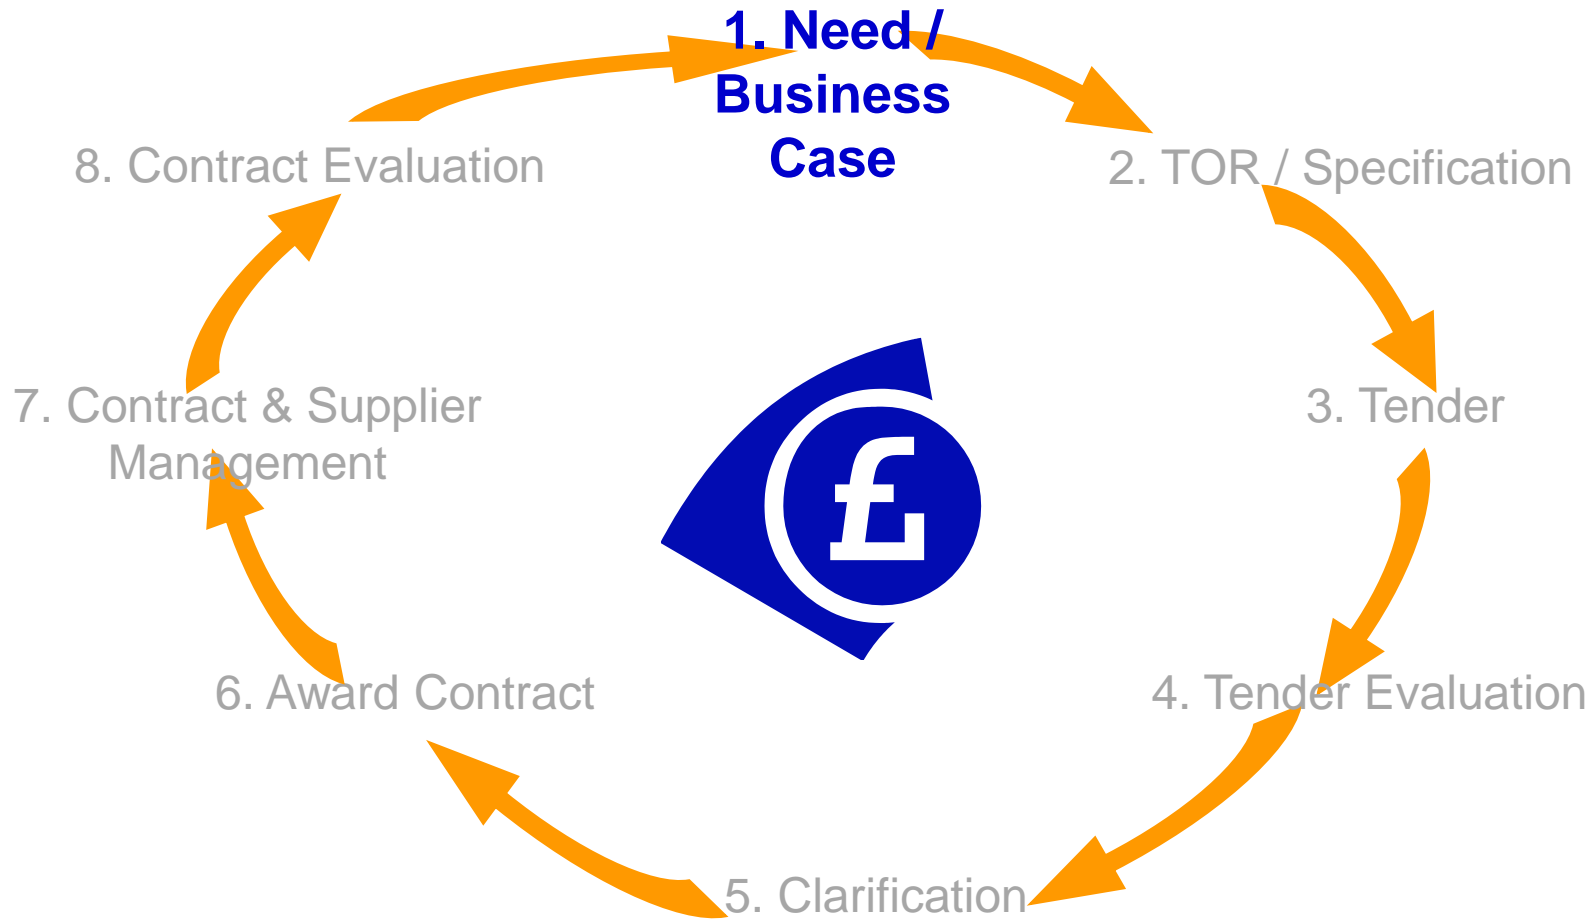 1. Need /
Business
Case
2. TOR / Specification
3. Tender
4. Tender Evaluation
5. Clarification
6. Award Contract
7. Contract & Supplier
Management
8. Contract Evaluation
£